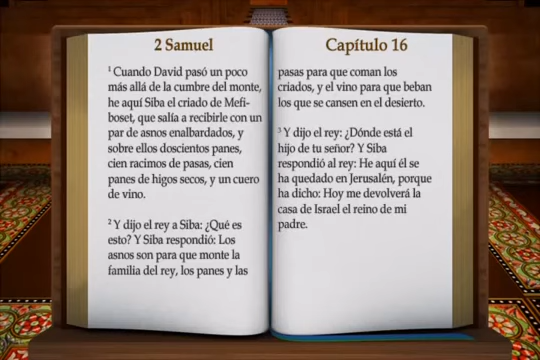 2 Samuel
¹ Cuando David pasó un poco
más allá de la cumbre del monte,
he aquí Siba el criado de Mefi-
boset, que salía a recibirle con un
par de asnos enalbardados, y
sobre ellos doscientos panes,
cien racimos de pasas, cien
panes de higos secos, y un cuero
de vino.
² Y dijo el rey a Siba: ¿Qué es
esto? Y Siba respondió: Los
asnos son para que monte la
familia del rey, los panes y las
Capítulo 16
pasas para que coman los
criados, y el vino para que beban
los que se cansen en el desierto.
³ Y dijo el rey: ¿Dónde está el
hijo de tu señor? Y Siba
respondió al rey: He aquí él se
ha quedado en Jerusalén, porque
ha dicho: Hoy me devolverá la
casa de Israel el reino de mi
padre.